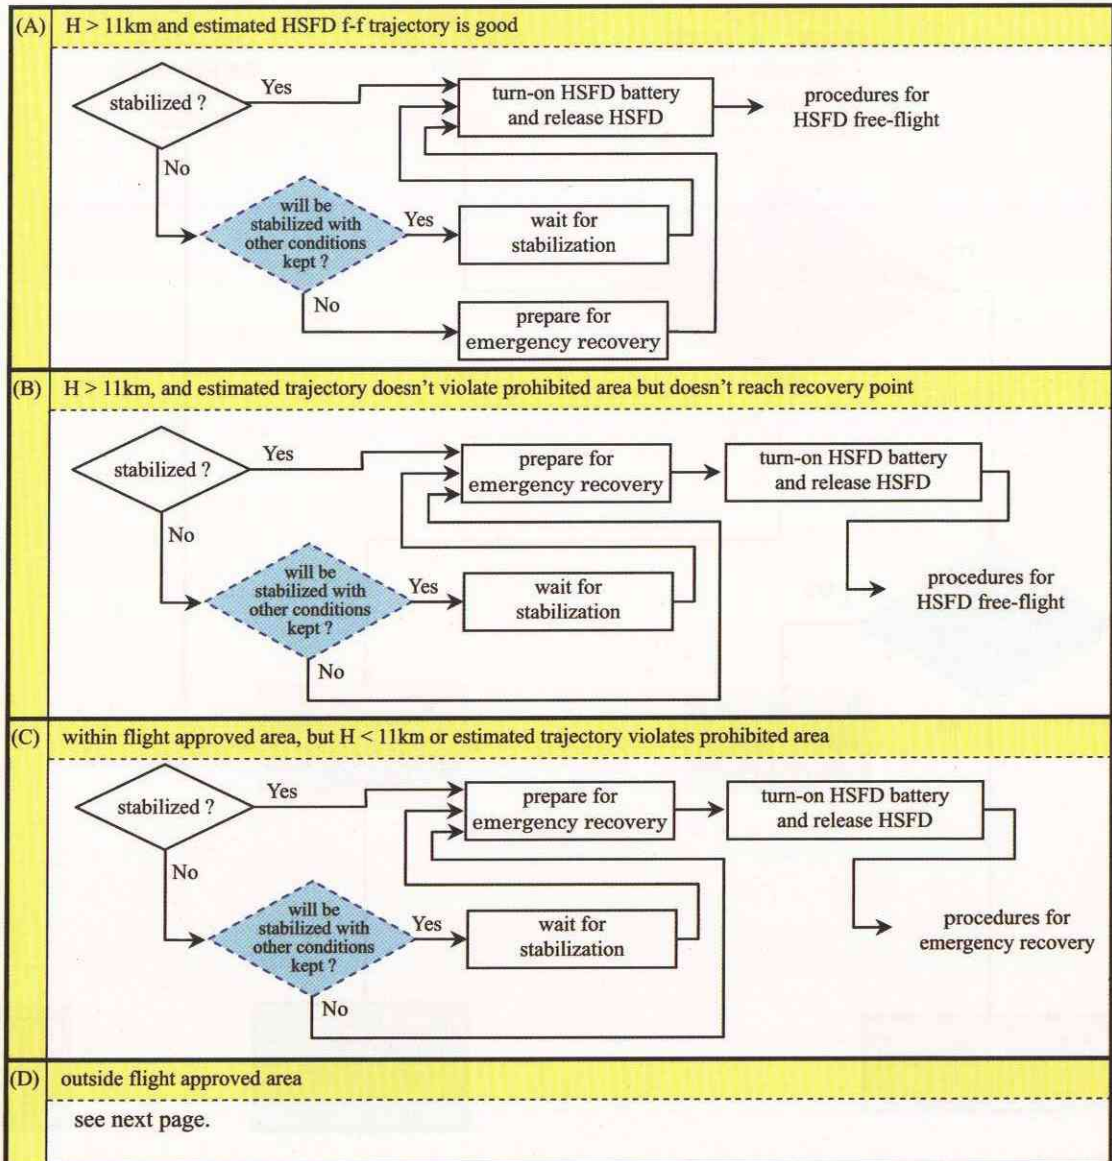 (A) H > 11km and estimated HSFD f-f trajectory is good
stabilized ?
Yes
turn-on HSFD battery
and release HSFD
procedures for
HSFD free-flight
No
will be
stabilized with
other conditions
kept ?
Yes
wait for
stabilization
No
prepare for
emergency recovery
(B) H > 11km, and estimated trajectory doesn't violate prohibited area but doesn't reach recovery point
stabilized ?
Yes
prepare for
emergency recovery
turn-on HSFD battery
and release HSFD
No
will be
stabilized with
other conditions
kept ?
Yes
wait for
stabilization
procedures for
HSFD free-flight
No
(C) within flight approved area, but H < 11km or estimated trajectory violates prohibited area
stabilized ?
Yes
prepare for
emergency recovery
turn-on HSFD battery
and release HSFD
No
will be
stabilized with
other conditions
kept ?
Yes
wait for
stabilization
procedures for
emergency recovery
No
(D) outside flight approved area
see next page.